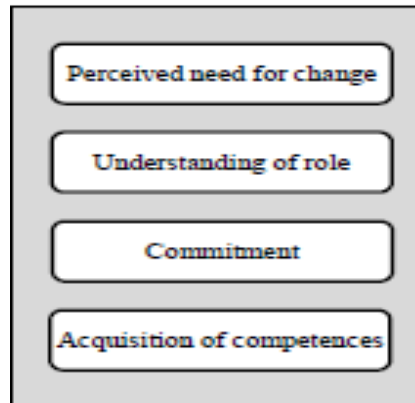 Perceived need for change
Understanding of role
Commitment
Acquisition of competences